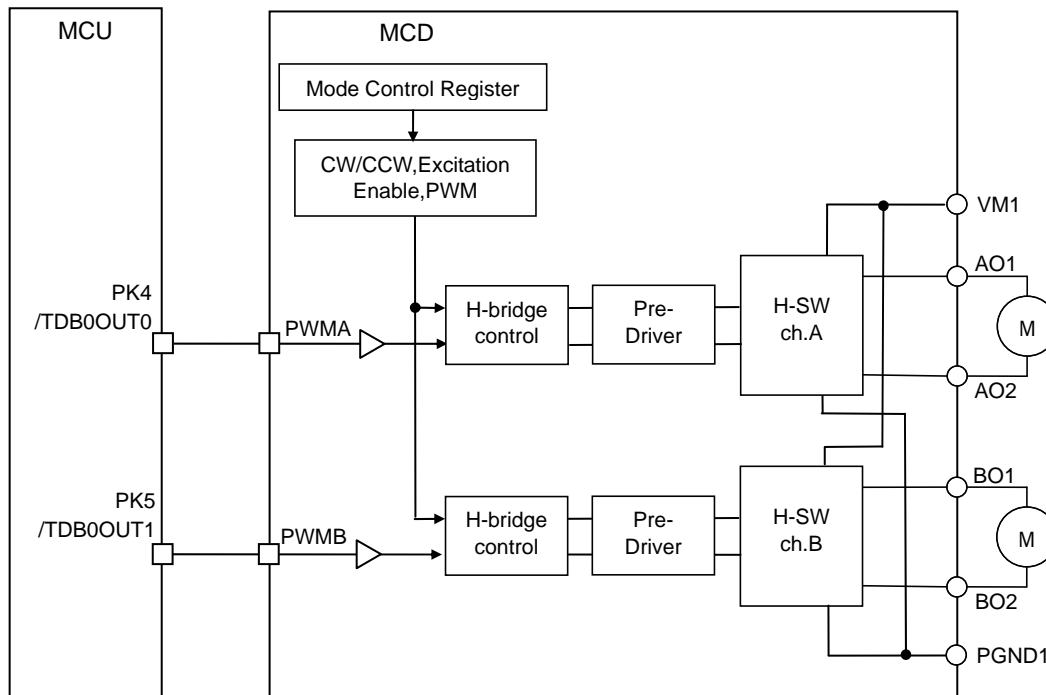 MCU
MCD
Mode Control Register
CW/CCW,Excitation
Enable,PWM
VM1
PK4
/TDB0OUT0
PWMA
H-bridge
control
Pre-
Driver
H-SW
ch.A
AO1
M
AO2
PK5
/TDB0OUT1
PWMB
H-bridge
control
Pre-
Driver
H-SW
ch.B
BO1
M
BO2
PGND1